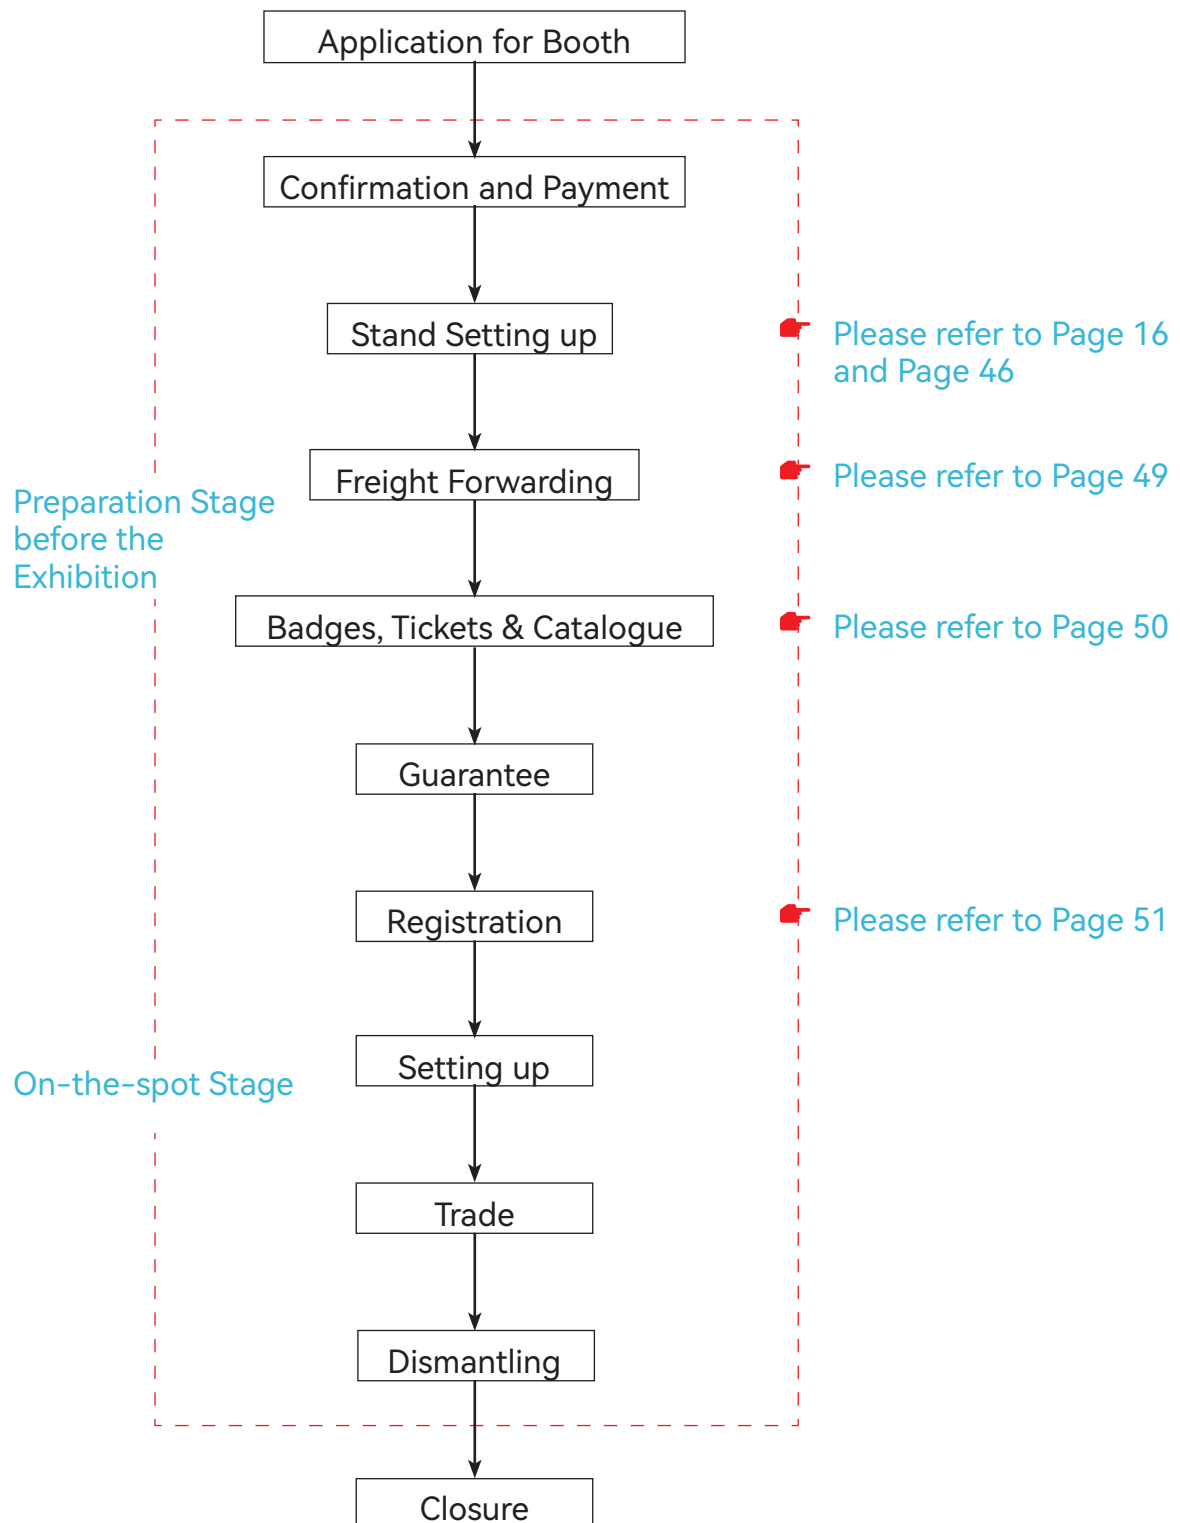 Application for Booth
Confirmation and Payment
Stand Setting up
Please refer to Page 16
and Page 46
Freight Forwarding
Please refer to Page 49
Preparation Stage
before the
Exhibition
Badges, Tickets & Catalogue
Please refer to Page 50
Guarantee
Registration
Please refer to Page 51
Setting up
On-the-spot Stage
Trade
Dismantling
Closure